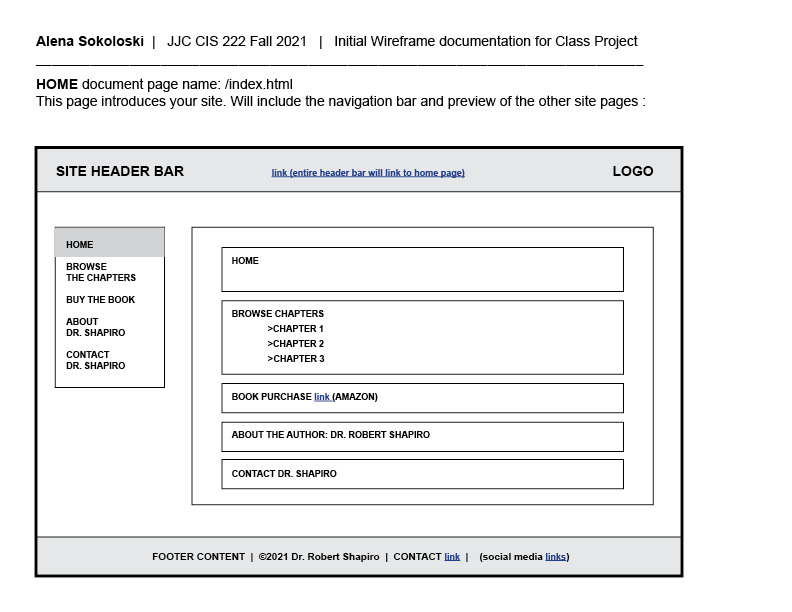 Alena Sokoloski | JJC CIS 222 Fall 2021 | Initial Wireframe documentation for Class Project
HOME document page name: /index.html
This page introduces your site. Will include the navigation bar and preview of the other site pages :
SITE HEADER BAR link (entire header bar will link to home page) LOGO
HOME
BROWSE
THE CHAPTERS
BUY THE BOOK
ABOUT
DR. SHAPIRO
CONTACT
DR. SHAPIRO
HOME
BROWSE CHAPTERS
>CHAPTER 1
>CHAPTER 2
>CHAPTER 3
BOOK PURCHASE link (AMAZON)
ABOUT THE AUTHOR: DR. ROBERT SHAPIRO
CONTACT DR. SHAPIRO
FOOTER CONTENT | ©2021 Dr. Robert Shapiro | CONTACT link | (social media links)